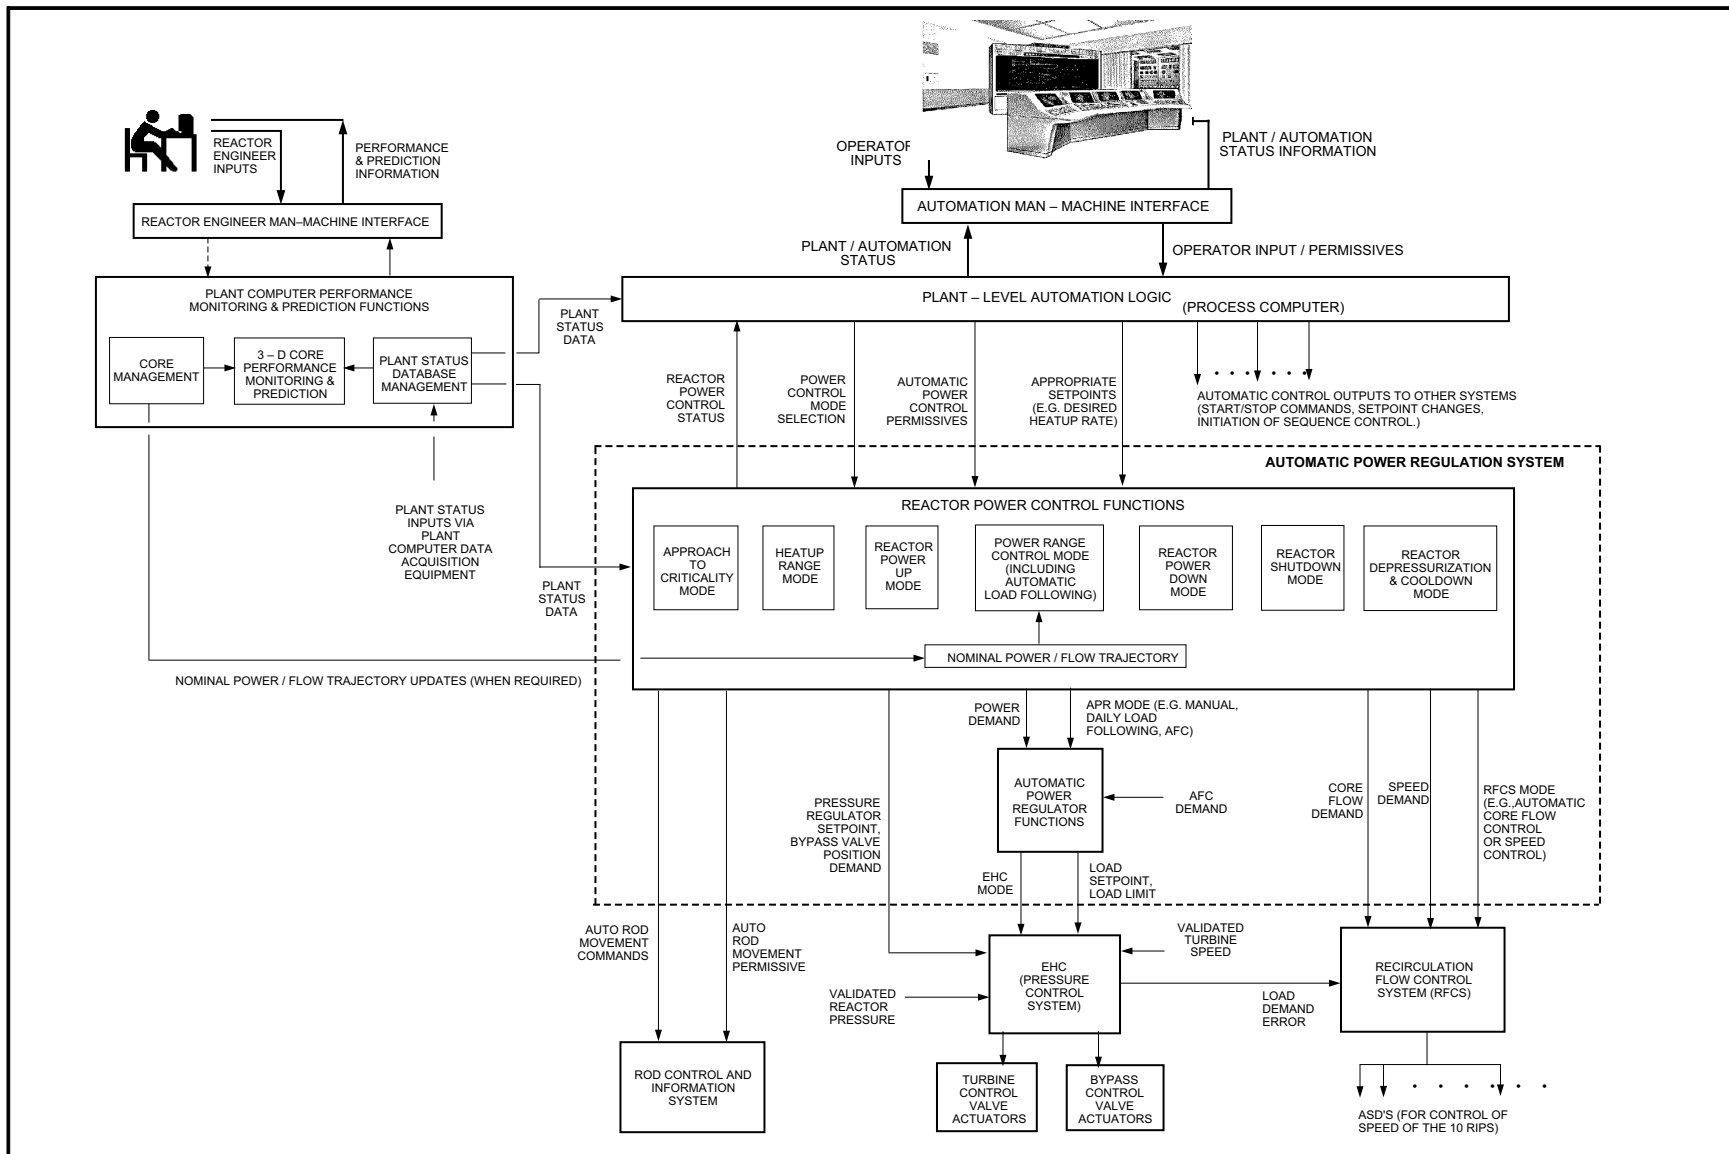 REACTOR
ENGINEER
INPUTS
PERFORMANCE
& PREDICTION
INFORMATION
OPERATOR
INPUTS
PLANT / AUTOMATION
STATUS INFORMATION
REACTOR ENGINEER MAN–MACHINE INTERFACE
AUTOMATION MAN – MACHINE INTERFACE
PLANT / AUTOMATION
STATUS
OPERATOR INPUT / PERMISSIVES
PLANT COMPUTER PERFORMANCE
MONITORING & PREDICTION FUNCTIONS
CORE
MANAGEMENT
3 – D CORE
PERFORMANCE
MONITORING &
PREDICTION
PLANT STATUS
DATABASE
MANAGEMENT
PLANT
STATUS
DATA
PLANT – LEVEL AUTOMATION LOGIC
(PROCESS COMPUTER)
REACTOR
POWER
CONTROL
STATUS
POWER
CONTROL
MODE
SELECTION
AUTOMATIC
POWER
CONTROL
PERMISSIVES
APPROPRIATE
SETPOINTS
(E.G. DESIRED
HEATUP RATE)
AUTOMATIC CONTROL OUTPUTS TO OTHER SYSTEMS
(START/STOP COMMANDS, SETPOINT CHANGES,
INITIATION OF SEQUENCE CONTROL.)
AUTOMATIC POWER REGULATION SYSTEM
PLANT STATUS
INPUTS VIA
PLANT
COMPUTER DATA
ACQUISITION
EQUIPMENT
PLANT
STATUS
DATA
REACTOR POWER CONTROL FUNCTIONS
APPROACH
TO
CRITICALITY
MODE
HEATUP
RANGE
MODE
REACTOR
POWER
UP
MODE
POWER RANGE
CONTROL MODE
(INCLUDING
AUTOMATIC
LOAD FOLLOWING)
REACTOR
POWER
DOWN
MODE
REACTOR
SHUTDOWN
MODE
REACTOR
DEPRESSURIZATION
& COOLDOWN
MODE
NOMINAL POWER / FLOW TRAJECTORY
NOMINAL POWER / FLOW TRAJECTORY UPDATES (WHEN REQUIRED)
POWER
DEMAND
APR MODE (E.G. MANUAL,
DAILY LOAD
FOLLOWING, AFC)
AUTOMATIC
POWER
REGULATOR
FUNCTIONS
AFC
DEMAND
PRESSURE
REGULATOR
SETPOINT,
BYPASS VALVE
POSITION
DEMAND
CORE
FLOW
DEMAND
SPEED
DEMAND
RFCS MODE
(E.G.,AUTOMATIC
CORE FLOW
CONTROL
OR SPEED
CONTROL)
EHC
MODE
LOAD
SETPOINT,
LOAD LIMIT
AUTO ROD
MOVEMENT
COMMANDS
AUTO
ROD
MOVEMENT
PERMISSIVE
VALIDATED
TURBINE
SPEED
VALIDATED
REACTOR
PRESSURE
EHC
(PRESSURE
CONTROL
SYSTEM)
LOAD
DEMAND
ERROR
RECIRCULATION
FLOW CONTROL
SYSTEM (RFCS)
ROD CONTROL AND
INFORMATION
SYSTEM
TURBINE
CONTROL
VALVE
ACTUATORS
BYPASS
CONTROL
VALVE
ACTUATORS
ASD'S (FOR CONTROL OF
SPEED OF THE 10 RIPS)